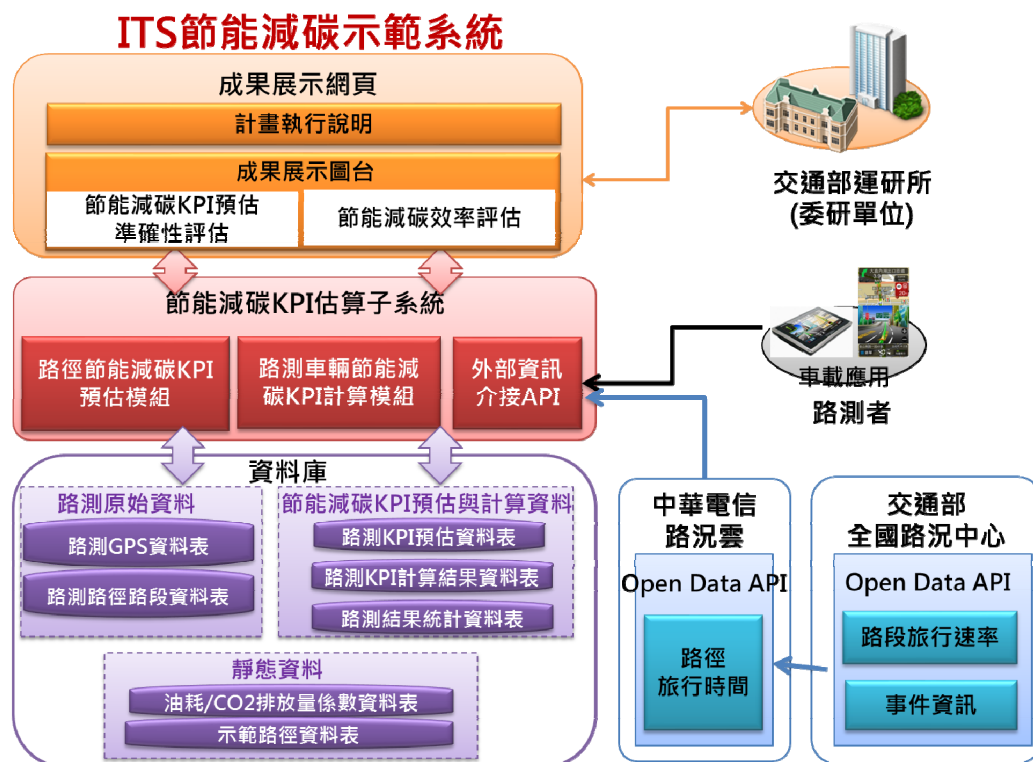 ITS節能減碳示範系統
成果展示網頁
計畫執行說明
成果展示圖台
節能減碳KPI預估
準確性評估
節能減碳效率評估
交通部運研所
(委研單位)
節能減碳KPI估算子系統
路徑節能減碳KPI
預估模組
路測車輛節能減
碳KPI計算模組
外部資訊
介接API
車載應用
路測者
資料庫
路測原始資料
路測GPS資料表
路測路徑路段資料表
節能減碳KPI預估與計算資料
路測KPI預估資料表
路測KPI計算結果資料表
路測結果統計資料表
靜態資料
油耗/CO2排放量係數資料表
示範路徑資料表
中華電信
路況雲
Open Data API
路徑
旅行時間
交通部
全國路況中心
Open Data API
路段旅行速率
事件資訊